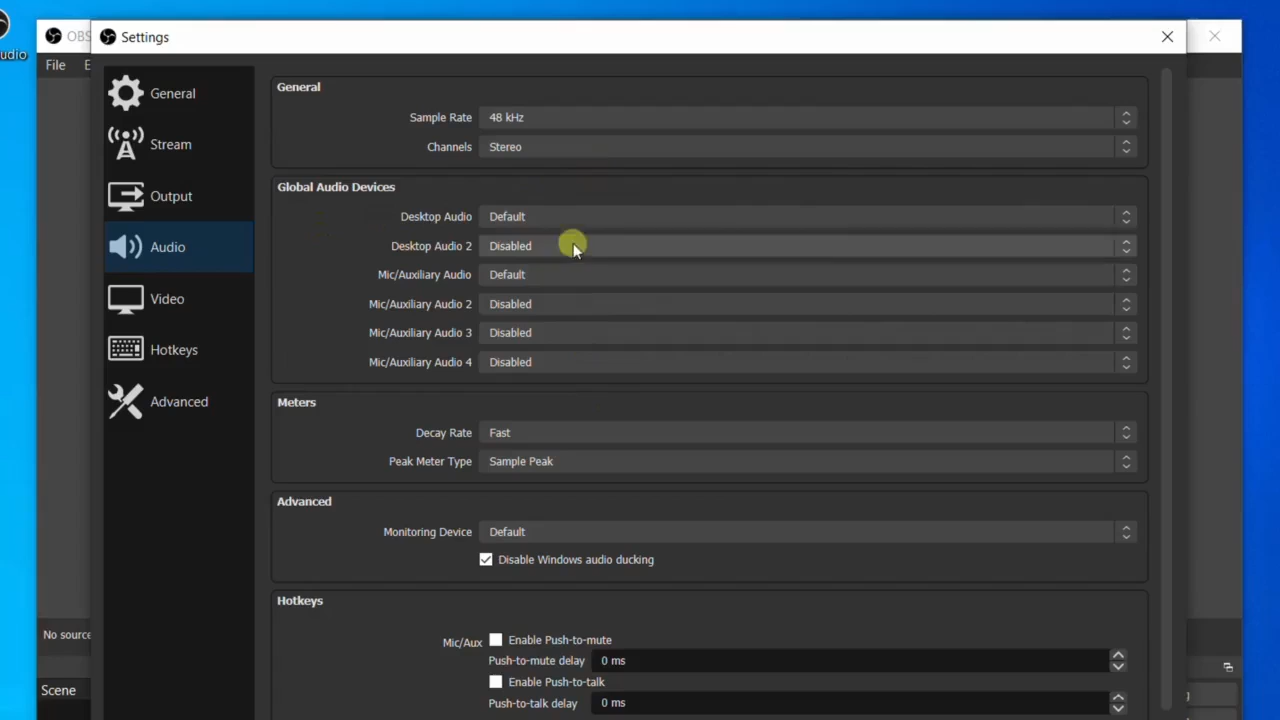 udio
OBS
Settings
File
E
General
Stream
Output
Audio
Video
Hotkeys
Advanced
General
Sample Rate 48 kHz
Channels Stereo
Global Audio Devices
Desktop Audio Default
Desktop Audio 2 Disabled
Mic/Auxiliary Audio Default
Mic/Auxiliary Audio 2 Disabled
Mic/Auxiliary Audio 3 Disabled
Mic/Auxiliary Audio 4 Disabled
Meters
Decay Rate Fast
Peak Meter Type Sample Peak
Advanced
Monitoring Device Default
Disable Windows audio ducking
Hotkeys
Mic/Aux Enable Push-to-mute
Push-to-mute delay 0 ms
Enable Push-to-talk
Push-to-talk delay 0 ms
No source
Scene